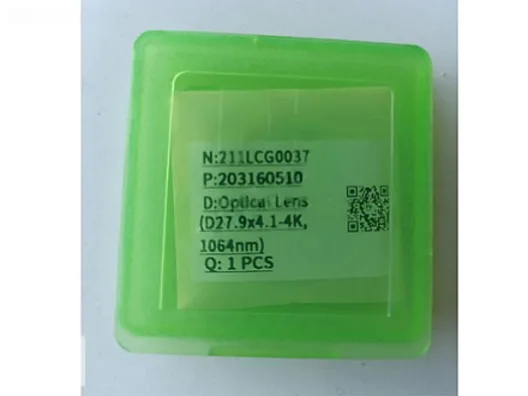 N:211LCG0037
P:203160510
D:Optical Lens
(D27.9x4.1-4K,
1064nm)
Q: 1 PCS